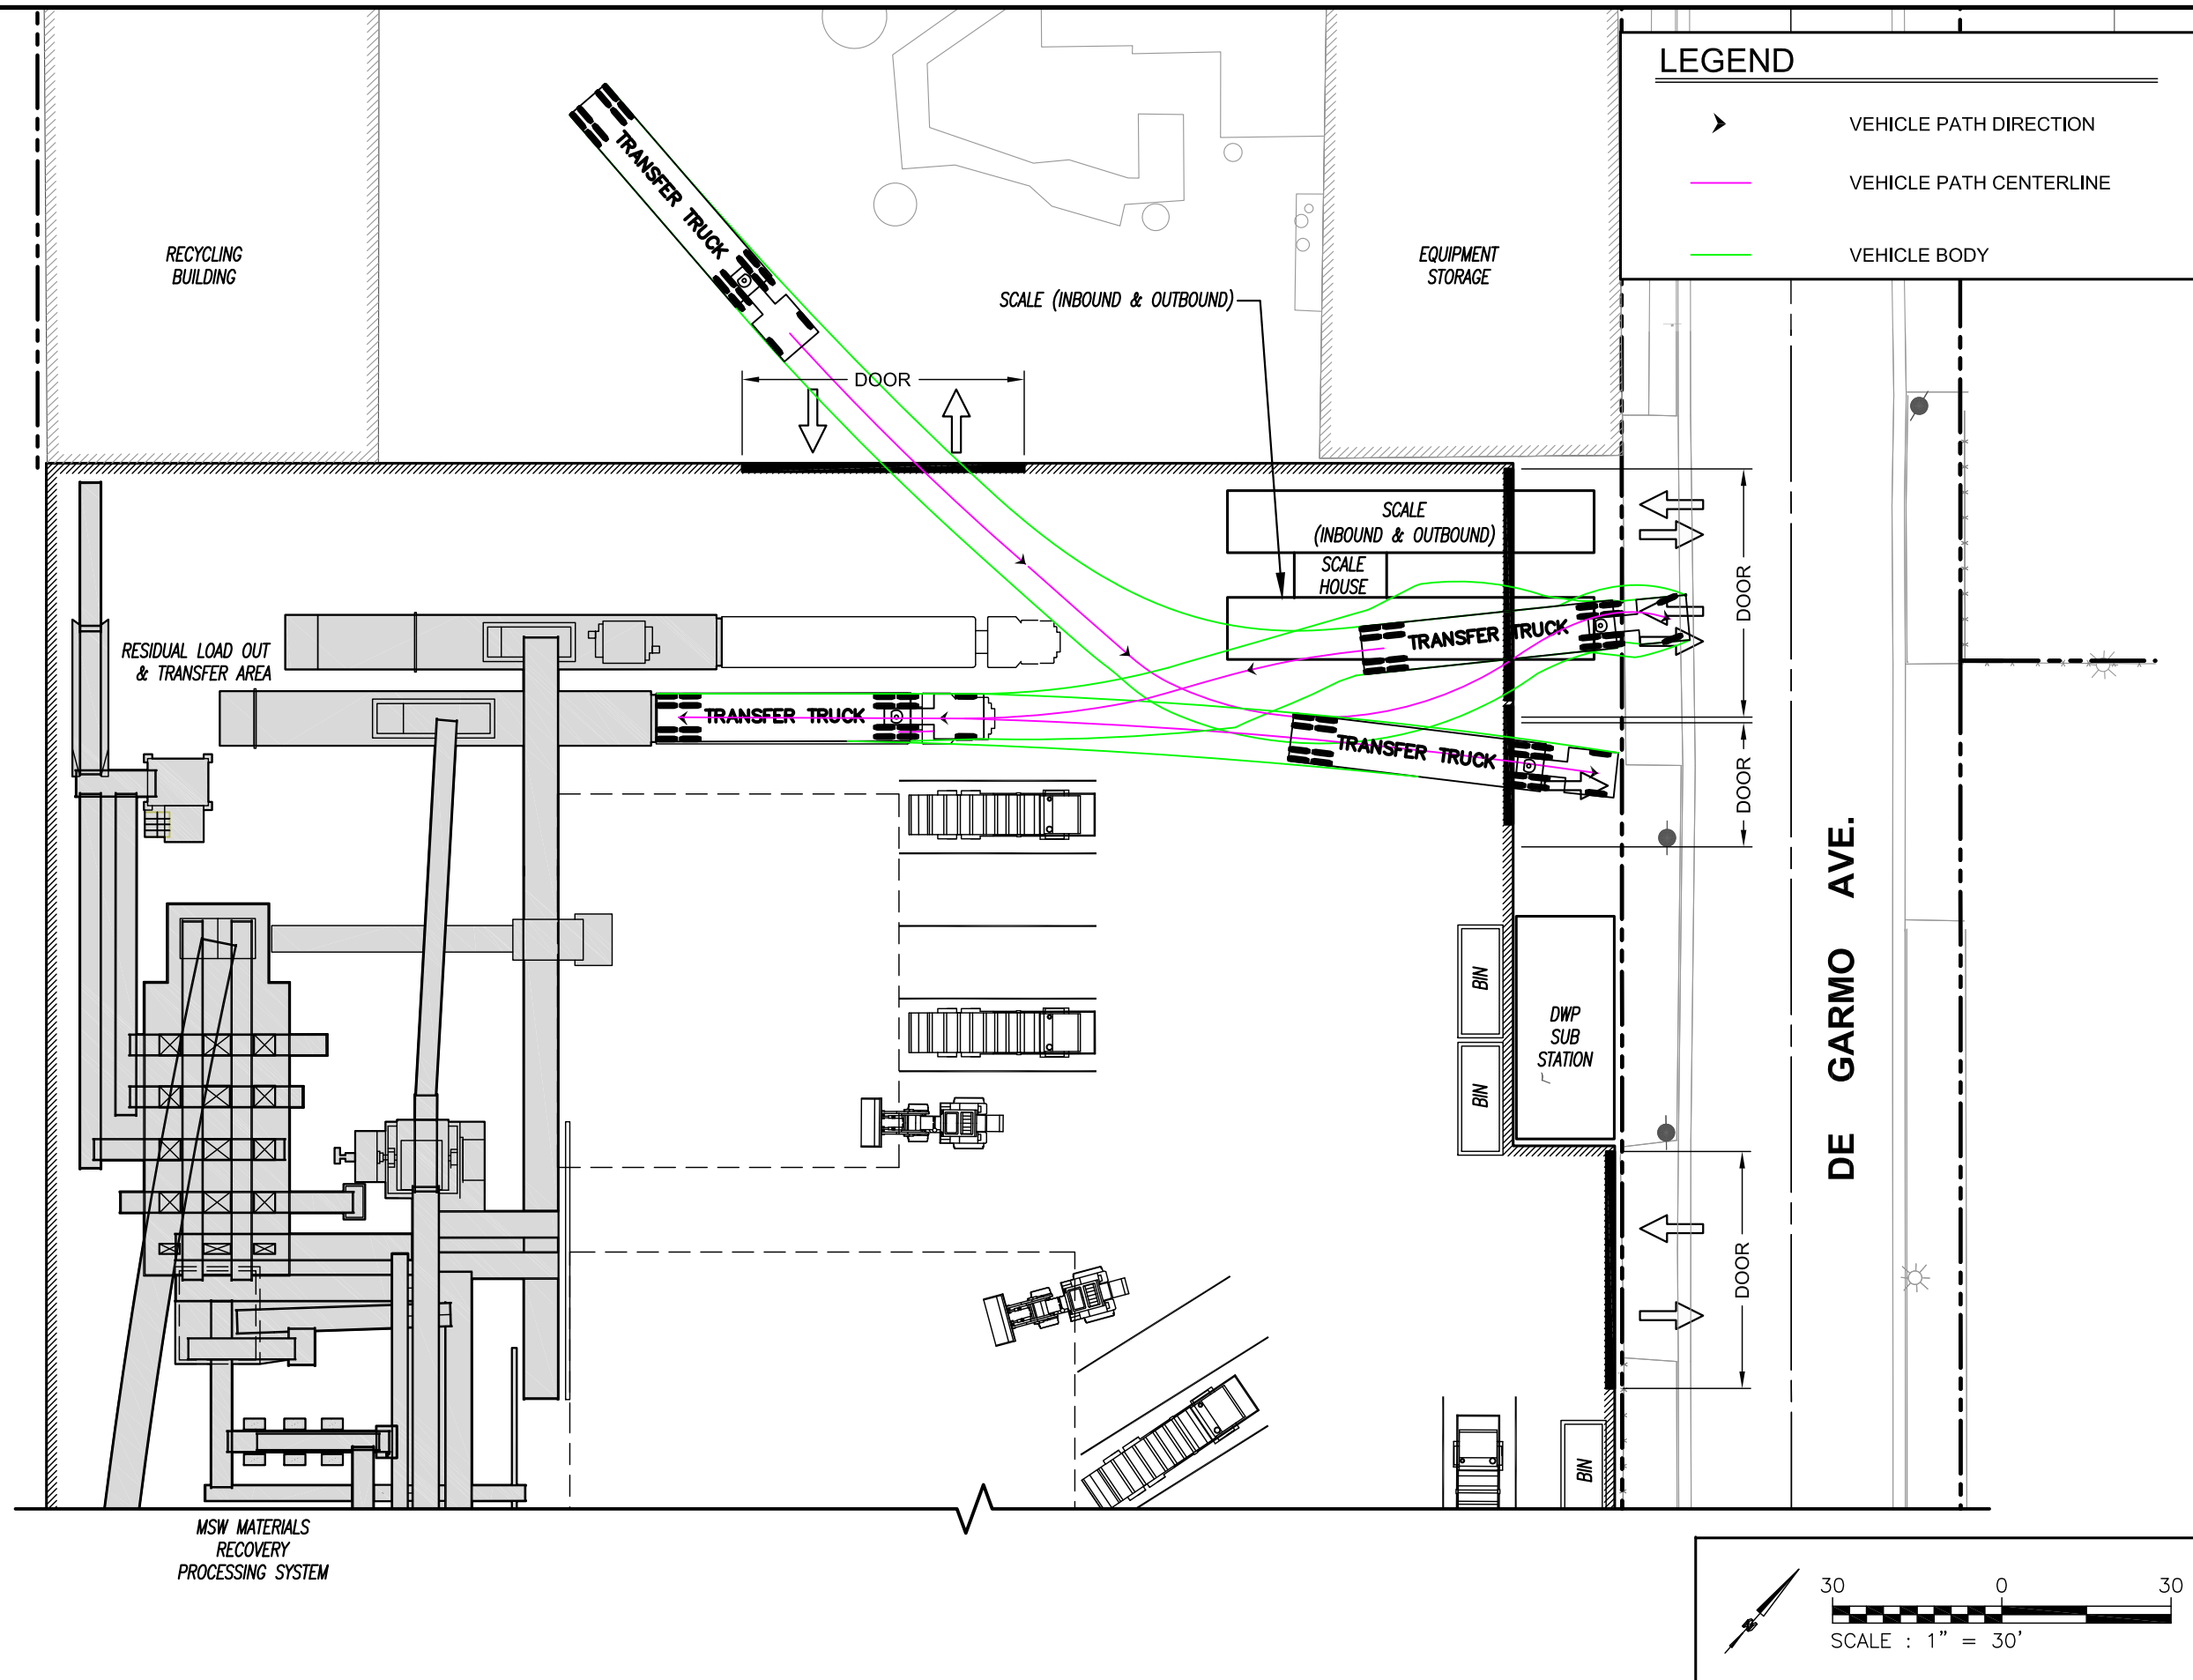 LEGEND
VEHICLE PATH DIRECTION
VEHICLE PATH CENTERLINE
VEHICLE BODY
TRANSFER TRUCK
RECYCLING
BUILDING
EQUIPMENT
STORAGE
SCALE (INBOUND & OUTBOUND)
DOOR
SCALE
(INBOUND & OUTBOUND)
SCALE
HOUSE
DOOR
TRANSFER TRUCK
RESIDUAL LOAD OUT
& TRANSFER AREA
TRANSFER TRUCK
TRANSFER TRUCK
DOOR
DE GARMO AVE.
BIN
BIN
DWP
SUB
STATION
DOOR
BIN
MSW MATERIALS
RECOVERY
PROCESSING SYSTEM
N
30 0 30
SCALE : 1" = 30'